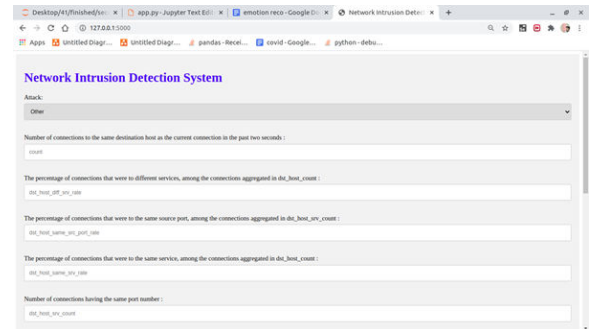 Desktop/41/finished/sec
app.py - Jupyter Text Edit
emotion reco - Google Do
Network Intrusion Detec
127.0.0.1:5000
Apps
Untitled Diagr...
Untitled Diagr...
pandas - Recei...
covid - Google...
python - debu...
Network Intrusion Detection System
Attack:
Other
Number of connections to the same destination host as the current connection in the past two seconds :
count
The percentage of connections that were to different services, among the connections aggregated in dst_host_count :
dst_host_diff_srv_rate
The percentage of connections that were to the same source port, among the connections aggregated in dst_host_srv_count :
dst_host_same_src_port_rate
The percentage of connections that were to the same service, among the connections aggregated in dst_host_count :
dst_host_same_srv_rate
Number of connections having the same port number :
dst_host_srv_count